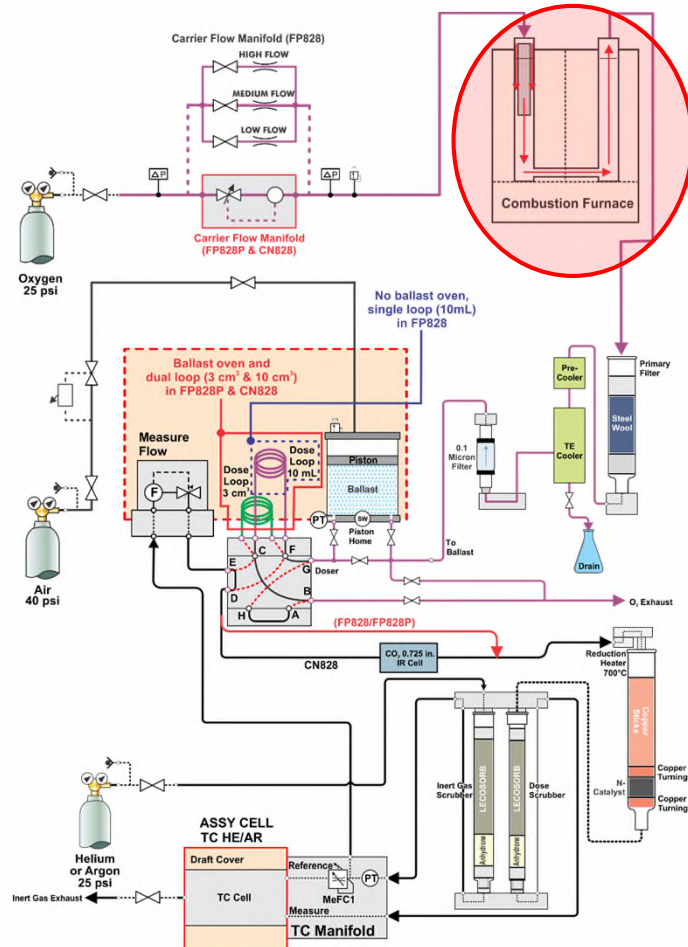 Carrier Flow Manifold (FP828)
HIGH FLOW
MEDIUM FLOW
LOW FLOW
ΔP
ΔP
Carrier Flow Manifold
(FP828P & CN828)
Combustion Furnace
Oxygen
25 psi
No ballast oven,
single loop (10mL)
in FP828
Ballast oven and
dual loop (3 cm³ & 10 cm³)
in FP828P & CN828
Pre-
Cooler
Primary
Filter
Steel
Wool
TE
Cooler
0.1
Micron
Filter
Drain
Measure
Flow
F
Dose
Loop
10 mL
Dose
Loop
3 cm³
Piston
Ballast
PT
SW
Piston
Home
To
Ballast
Air
40 psi
C
F
E
G
Doser
D
B
H
A
O₂ Exhaust
(FP828/FP828P)
CN828
CO₂ 0.725 in.
IR Cell
Reduction
Heater
700°C
Copper
Sticks
Copper
Turning
N-
Catalyst
Copper
Turning
Inert Gas
Scrubber
LECOSORB
LECOSORB
Dose
Scrubber
Anhydrone
Anhydrone
Helium
or Argon
25 psi
ASSY CELL
TC HE/AR
Draft Cover
TC Cell
Reference
PT
MeFC1
Measure
TC Manifold
Inert Gas Exhaust